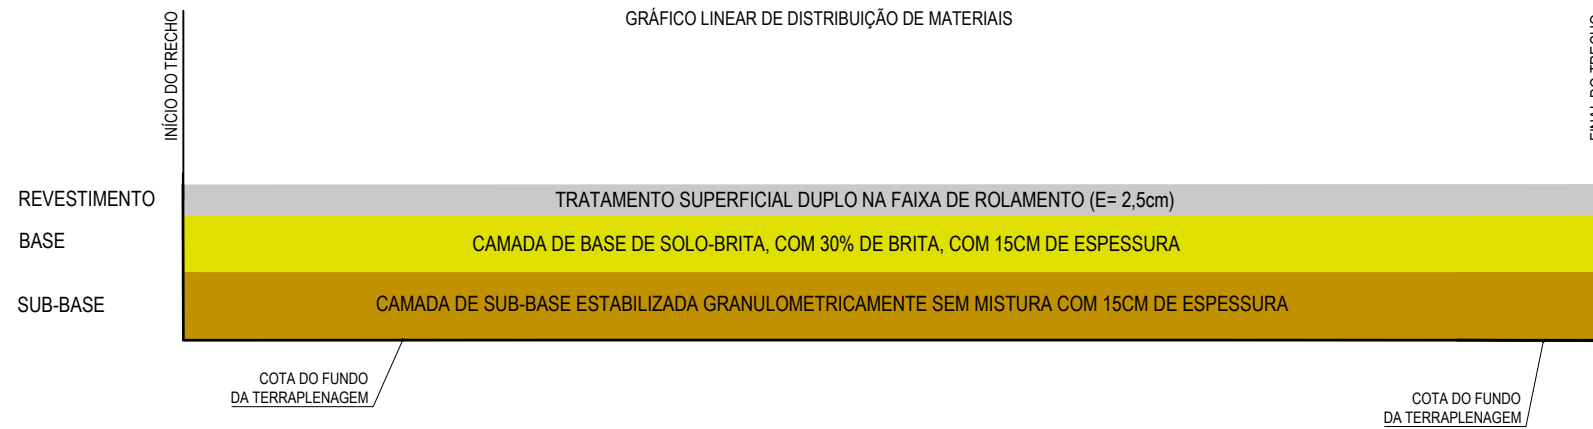 GRÁFICO LINEAR DE DISTRIBUIÇÃO DE MATERIAIS
INÍCIO DO TRECHO
FINAL DO TRECHO
REVESTIMENTO
TRATAMENTO SUPERFICIAL DUPLO NA FAIXA DE ROLAMENTO (E= 2,5cm)
BASE
CAMADA DE BASE DE SOLO-BRITA, COM 30% DE BRITA, COM 15CM DE ESPESSURA
SUB-BASE
CAMADA DE SUB-BASE ESTABILIZADA GRANULOMETRICAMENTE SEM MISTURA COM 15CM DE ESPESSURA
COTA DO FUNDO
DA TERRAPLENAGEM
COTA DO FUNDO
DA TERRAPLENAGEM